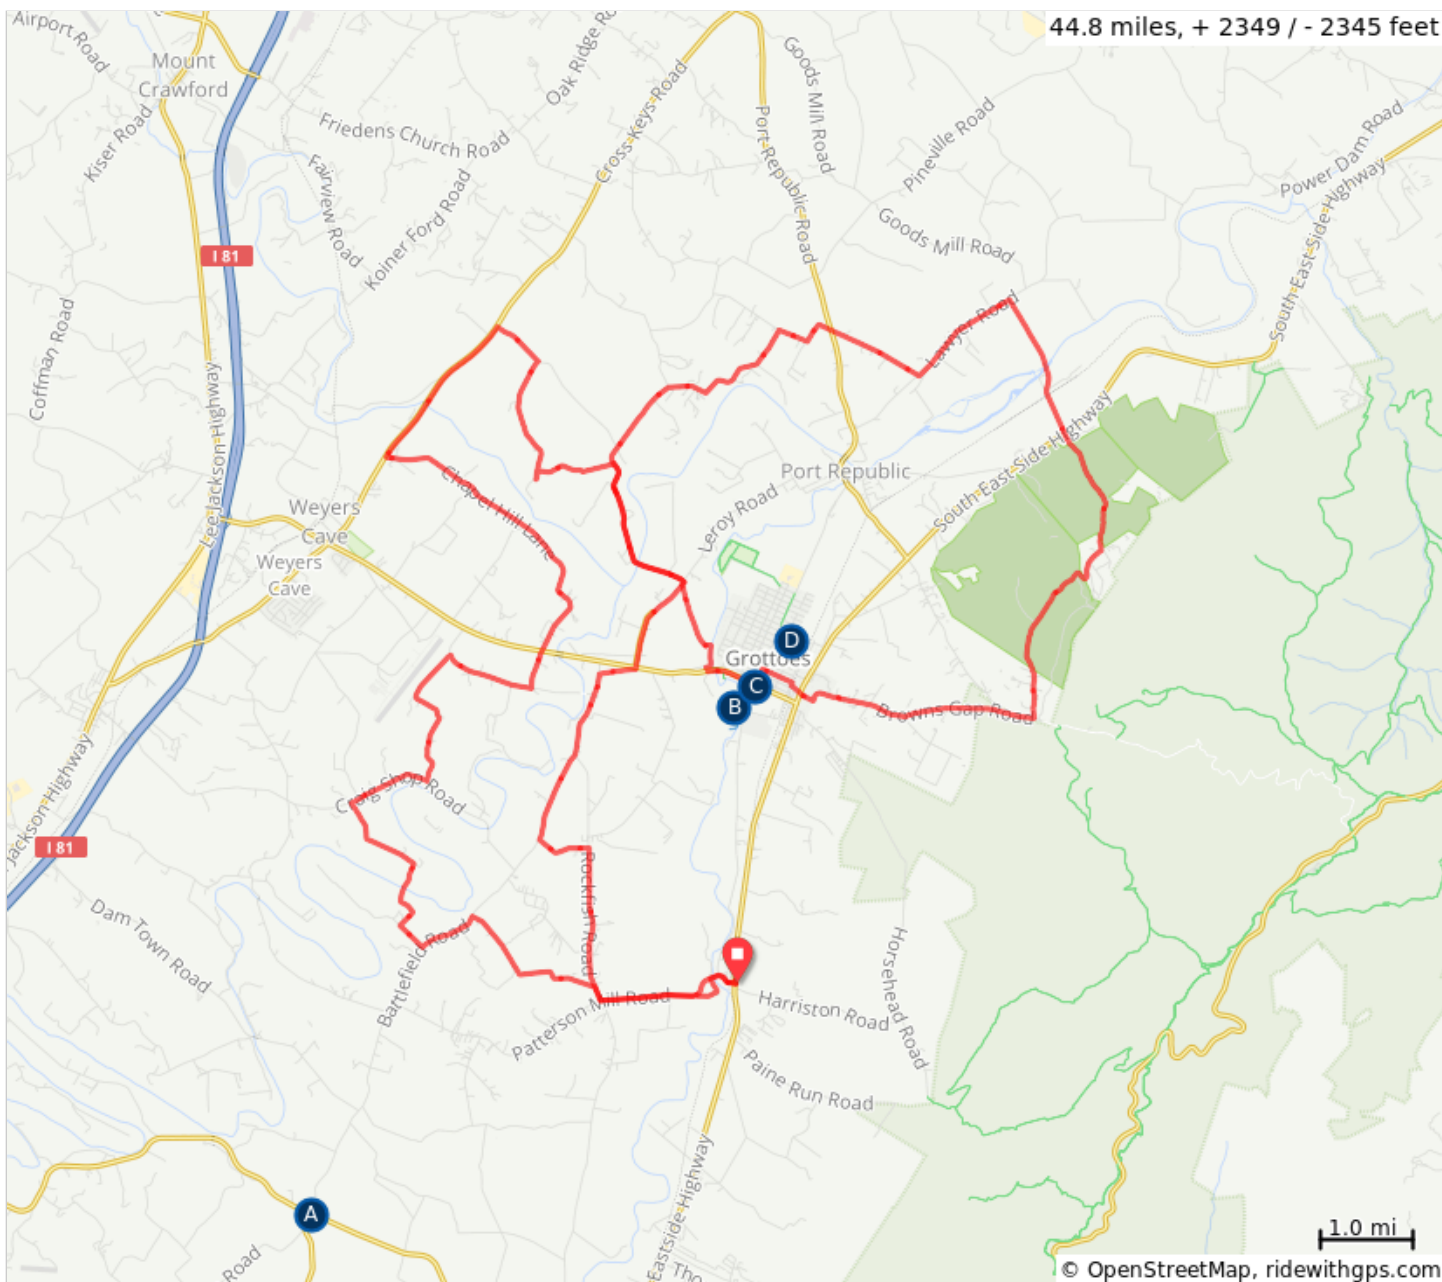 44.8 miles, + 2349 / - 2345 feet
Airport Road
Mount
Crawford
Oak Ridge Ro
Goods Mill Road
Kiser Road
Friedens Church Road
Cross Keys Road
Port Republic Road
Pineville Road
Power Dam Road
Fairview Road
Koiner Ford Road
Goods Mill Road
South East Side Highway
I 81
Coffman Road
Lawyer Road
Lee Jackson Highway
Chapel Hill Lane
Port Republic
South East Side Highway
Leroy Road
Weyers
Cave
Weyers
Cave
D
Grottoes
C
B
Browns Gap Road
Jackson Highway
Craig Shop Road
I 81
Rockfish Road
Dam Town Road
Battlefield Road
Horsehead Road
Patterson Mill Road
Harriston Road
Paine Run Road
Eastside Highway
A
Road
Tho
1.0 mi
© OpenStreetMap, ridewithgps.com